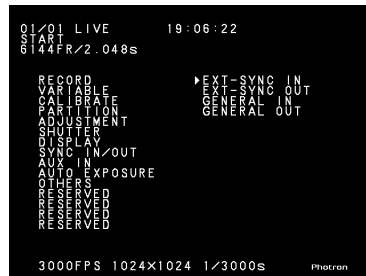 01/01 LIVE 19:06:22
START
6144FR/2.048s
RECORD ▶EXT-SYNC IN
VARIABLE EXT-SYNC OUT
CALIBRATE GENERAL IN
PARTITION GENERAL OUT
ADJUSTMENT
SHUTTER
DISPLAY
SYNC IN/OUT
AUX IN
AUTO EXPOSURE
OTHERS
RESERVED
RESERVED
RESERVED
RESERVED
3000FPS 1024×1024 1/3000s Photron